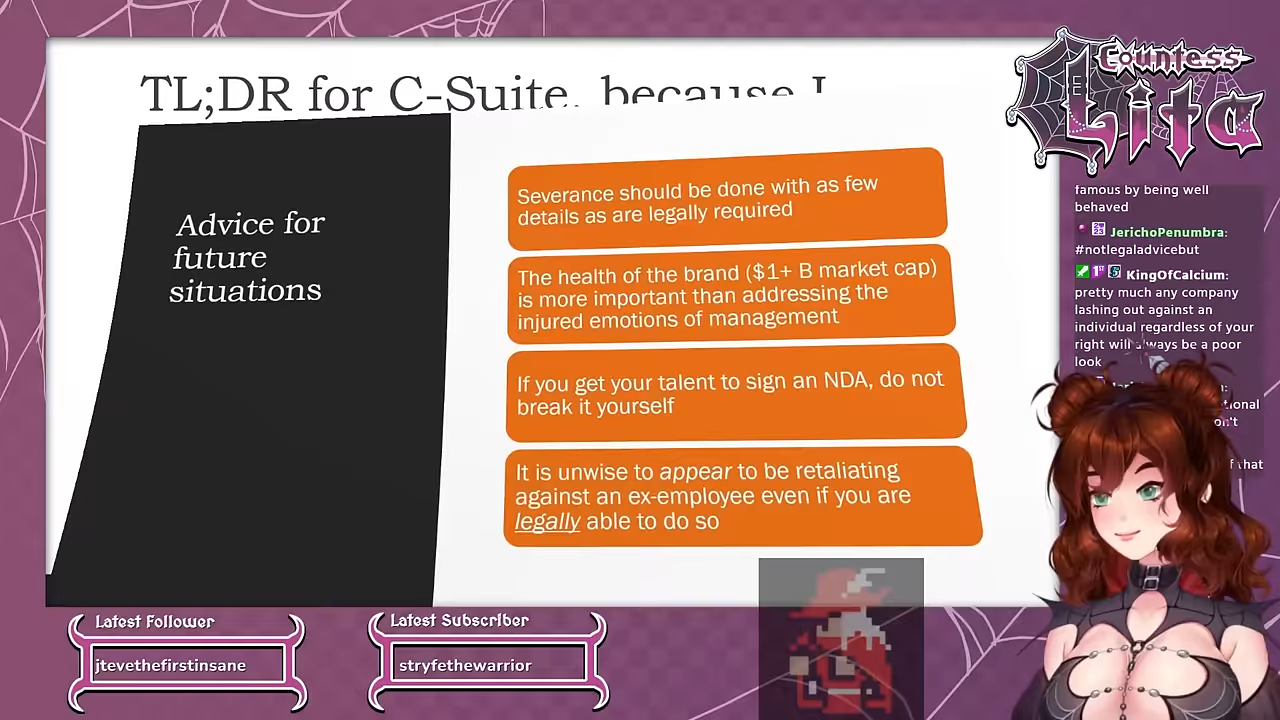 TL;DR for C-Suite, because I
Advice for
future
situations
Severance should be done with as few
details as are legally required
The health of the brand ($1+ B market cap)
is more important than addressing the
injured emotions of management
If you get your talent to sign an NDA, do not
break it yourself
It is unwise to appear to be retaliating
against an ex-employee even if you are
legally able to do so
Countess
Lita
famous by being well
behaved
JerichoPenumbra:
#notlegaladvicebut
KingOfCalcium:
pretty much any company
lashing out against an
individual regardless of your
right will always be a poor
look
Latest Follower
jtevethefirstinsane
Latest Subscriber
stryfethewarrior